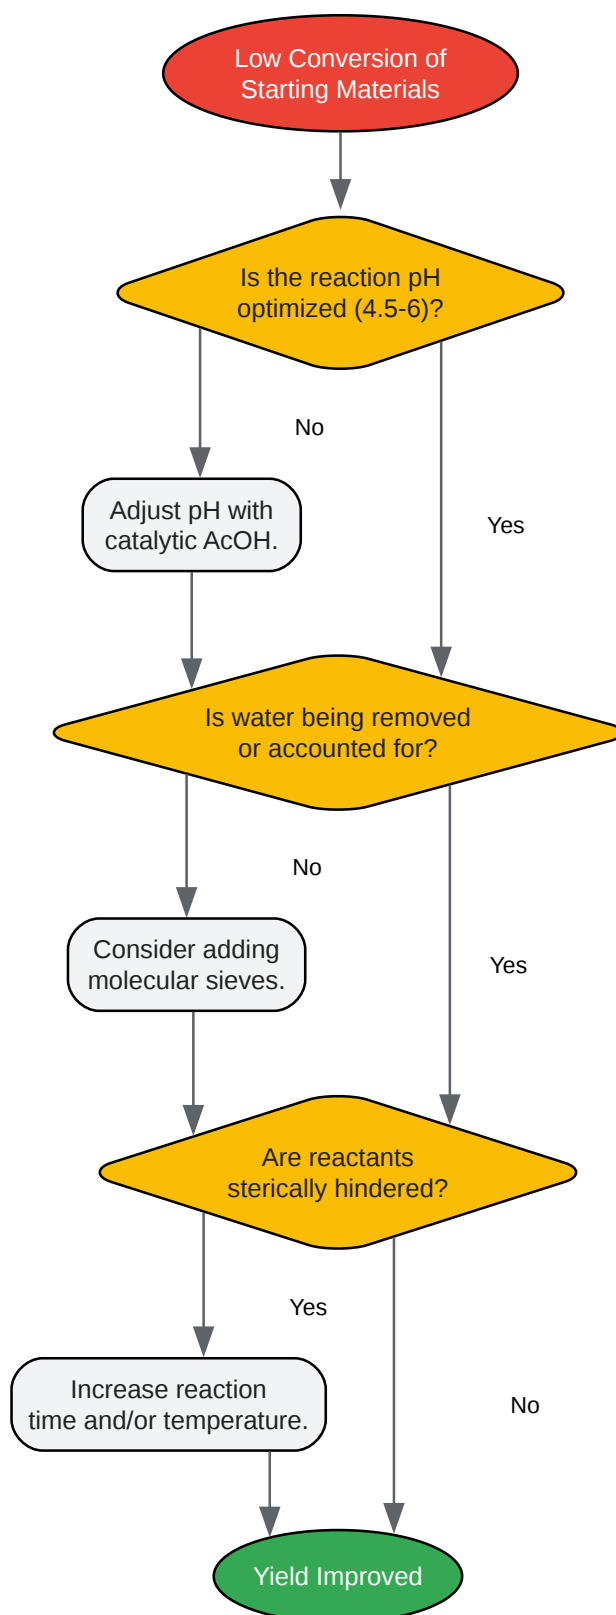 Low Conversion of
Starting Materials
Is the reaction pH
optimized (4.5-6)?
No
Adjust pH with
catalytic AcOH.
Yes
Is water being removed
or accounted for?
No
Consider adding
molecular sieves.
Yes
Are reactants
sterically hindered?
Yes
Increase reaction
time and/or temperature.
No
Yield Improved